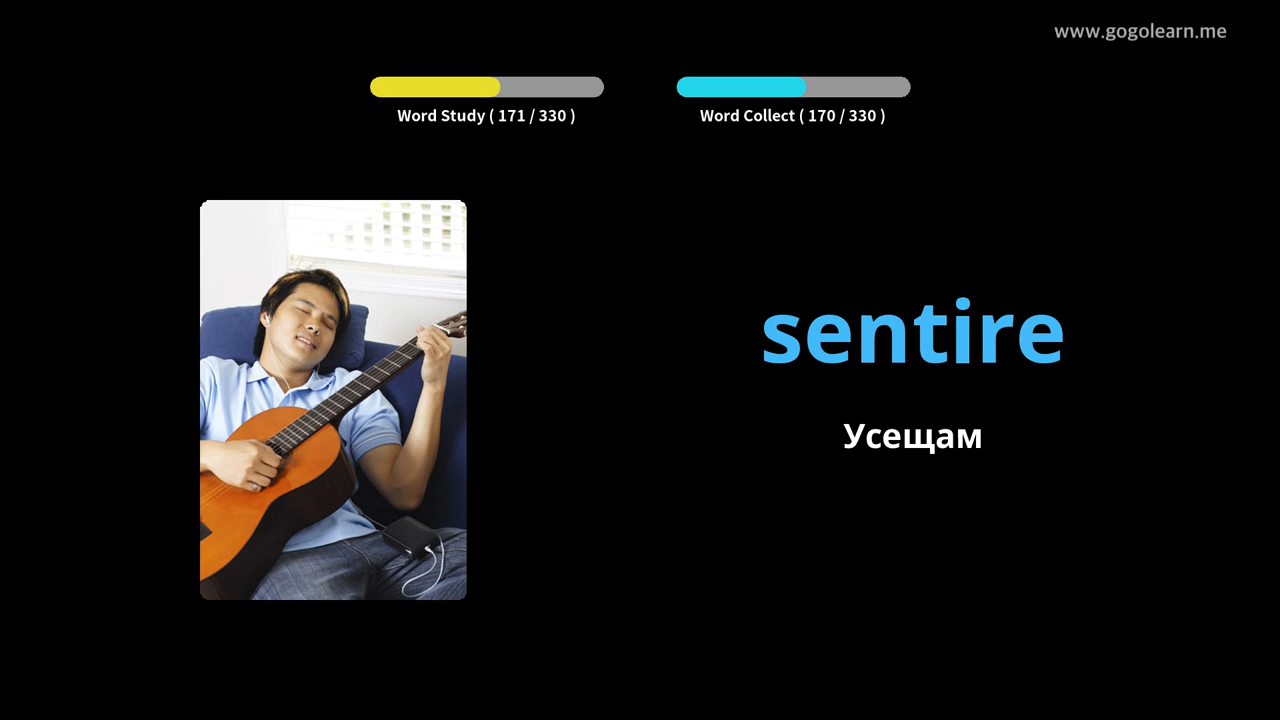 www.gogolearn.me
Word Study ( 171 / 330 )
Word Collect ( 170 / 330 )
sentire
Усещам